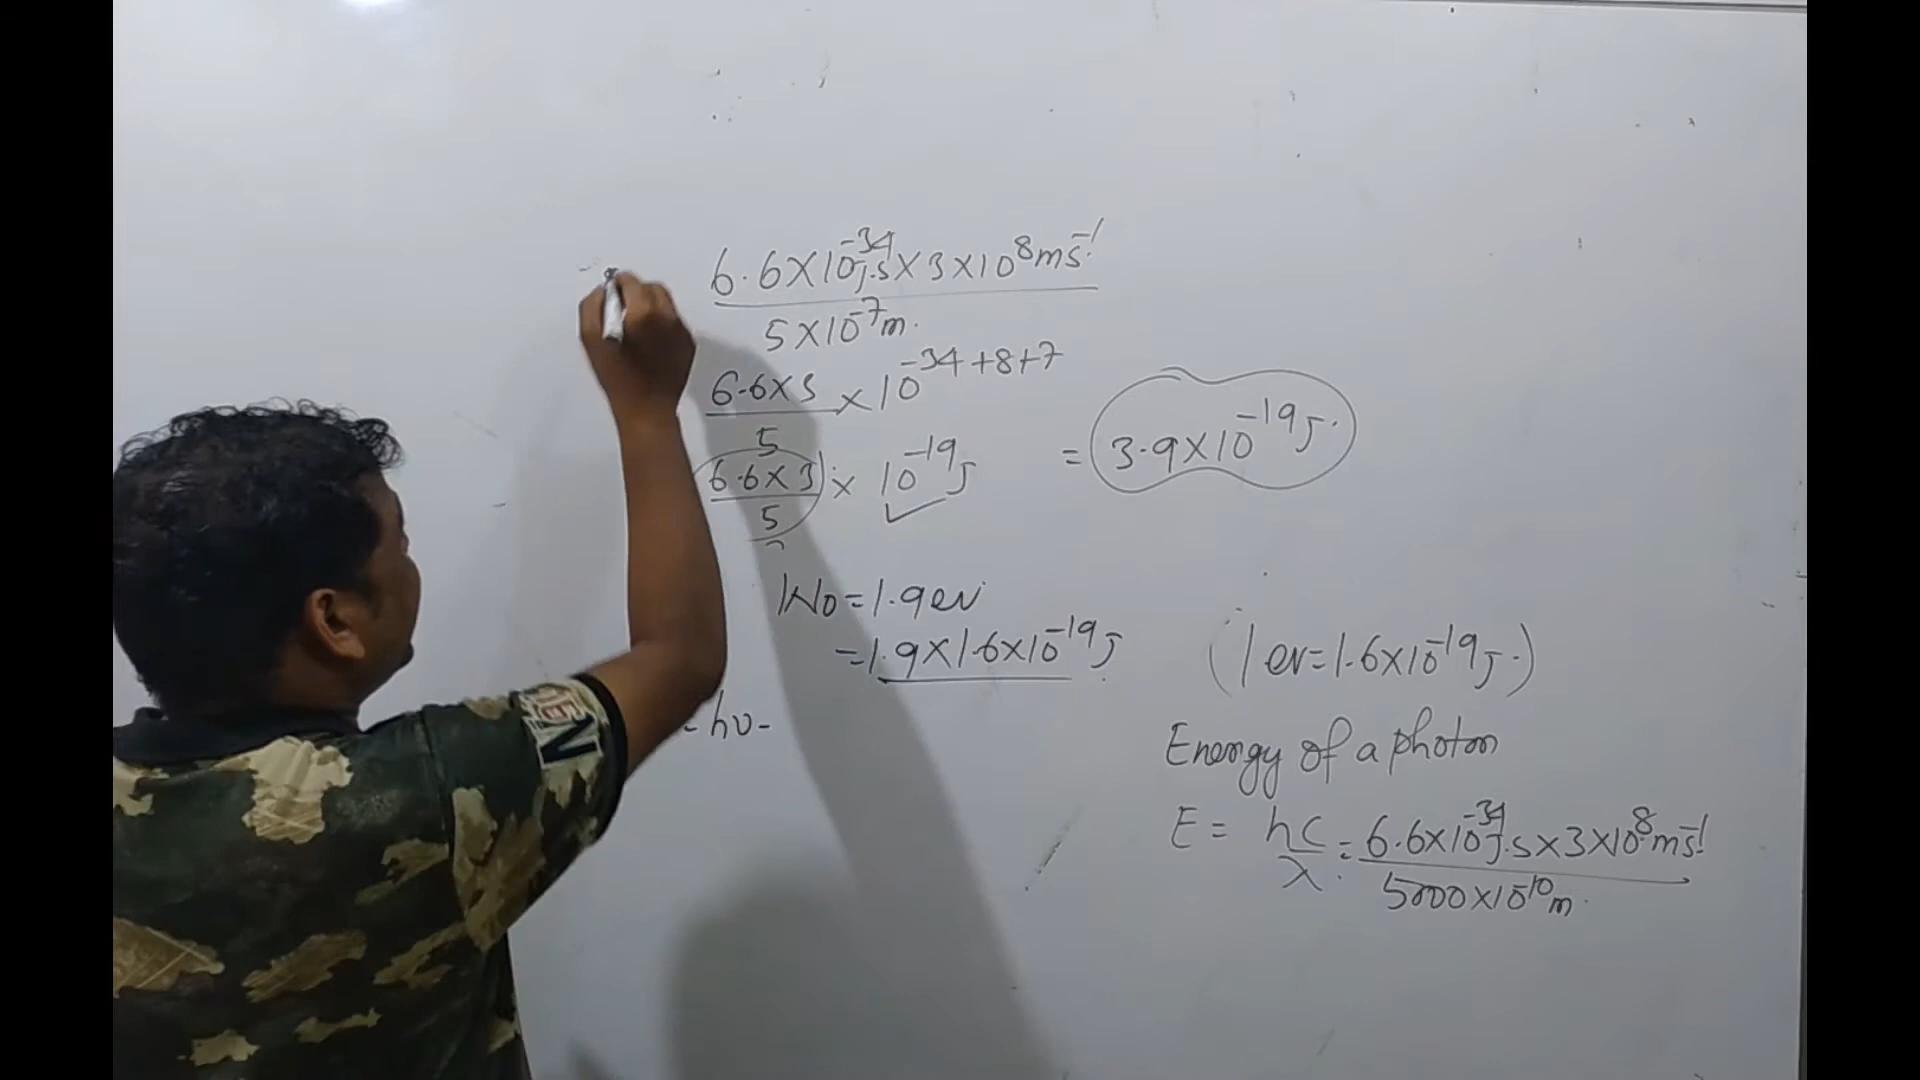 6.6×10⁻³⁴J.s×3×10⁸ms⁻¹
5×10⁻⁷m.
6.6×3 ×10⁻³⁴⁺⁸⁺⁷
5
6.6×3 × 10⁻¹⁹J = 3.9×10⁻¹⁹J.
5
W₀=1.9ev
=1.9×1.6×10⁻¹⁹J (1ev=1.6×10⁻¹⁹J.)
-hν-
Energy of a photon
E = hc/λ = 6.6×10⁻³⁴J.s×3×10⁸ms⁻¹
5000×10⁻¹⁰m.